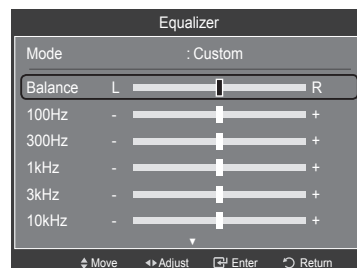 Equalizer
Mode : Custom
Balance L R
100Hz - +
300Hz - +
1kHz - +
3kHz - +
10kHz - +
Move Adjust Enter Return